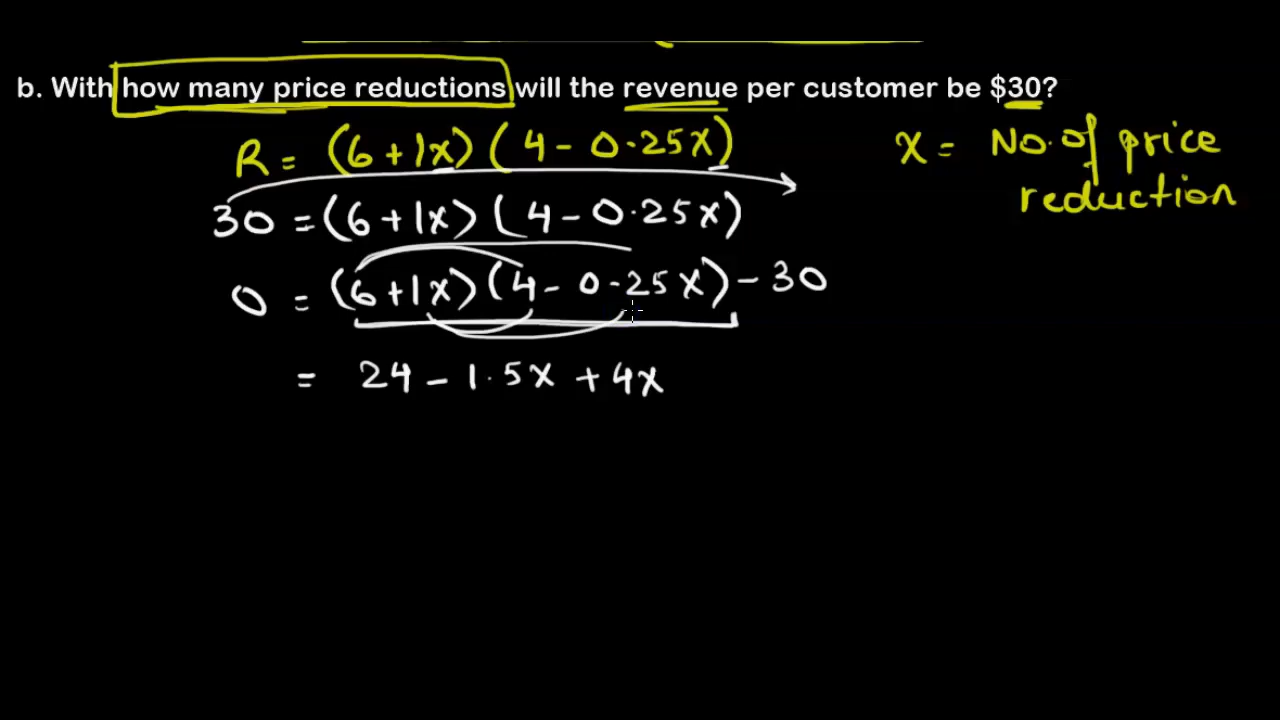 b. With how many price reductions will the revenue per customer be $30?
R = (6 + 1x) (4 - 0.25x)
x = No. of price reduction
30 = (6 + 1x) (4 - 0.25x)
0 = (6 + 1x) (4 - 0.25x) - 30
= 24 - 1.5x + 4x